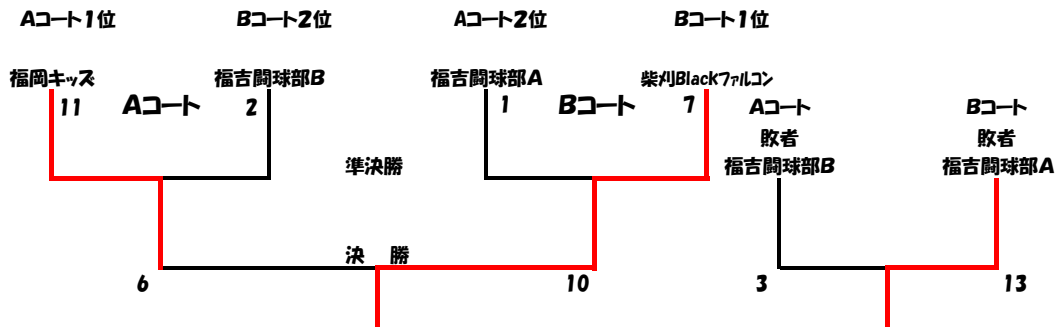 Aコート1位 Bコート2位 Aコート2位 Bコート1位
福岡キッズ 福吉闘球部B 福吉闘球部A 柴刈Blackファルコン
11 Aコート 2 1 Bコート 7 Aコート Bコート
敗者 敗者
準決勝 福吉闘球部B 福吉闘球部A
決 勝
6 10 3 13